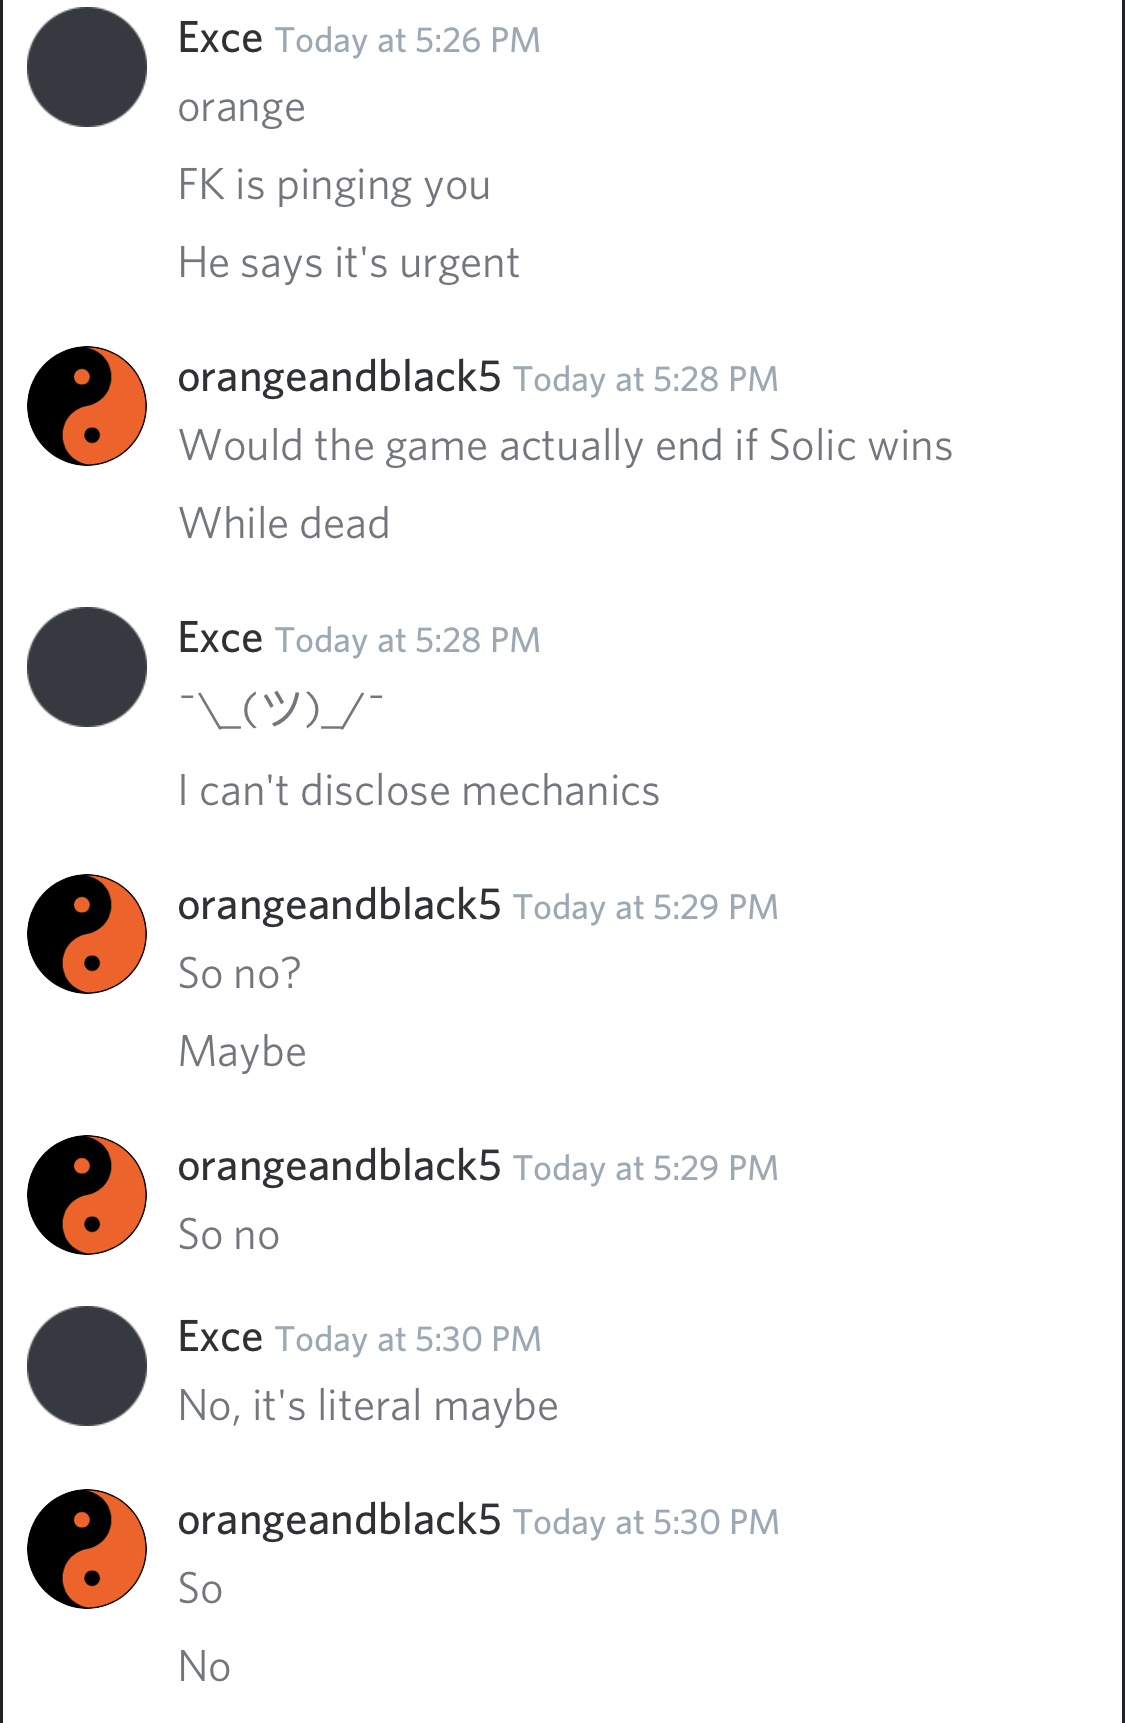 Exce Today at 5:26 PM
orange
FK is pinging you
He says it's urgent
orangeandblack5 Today at 5:28 PM
Would the game actually end if Solic wins
While dead
Exce Today at 5:28 PM
¯\_(ツ)_/¯
I can't disclose mechanics
orangeandblack5 Today at 5:29 PM
So no?
Maybe
orangeandblack5 Today at 5:29 PM
So no
Exce Today at 5:30 PM
No, it's literal maybe
orangeandblack5 Today at 5:30 PM
So
No